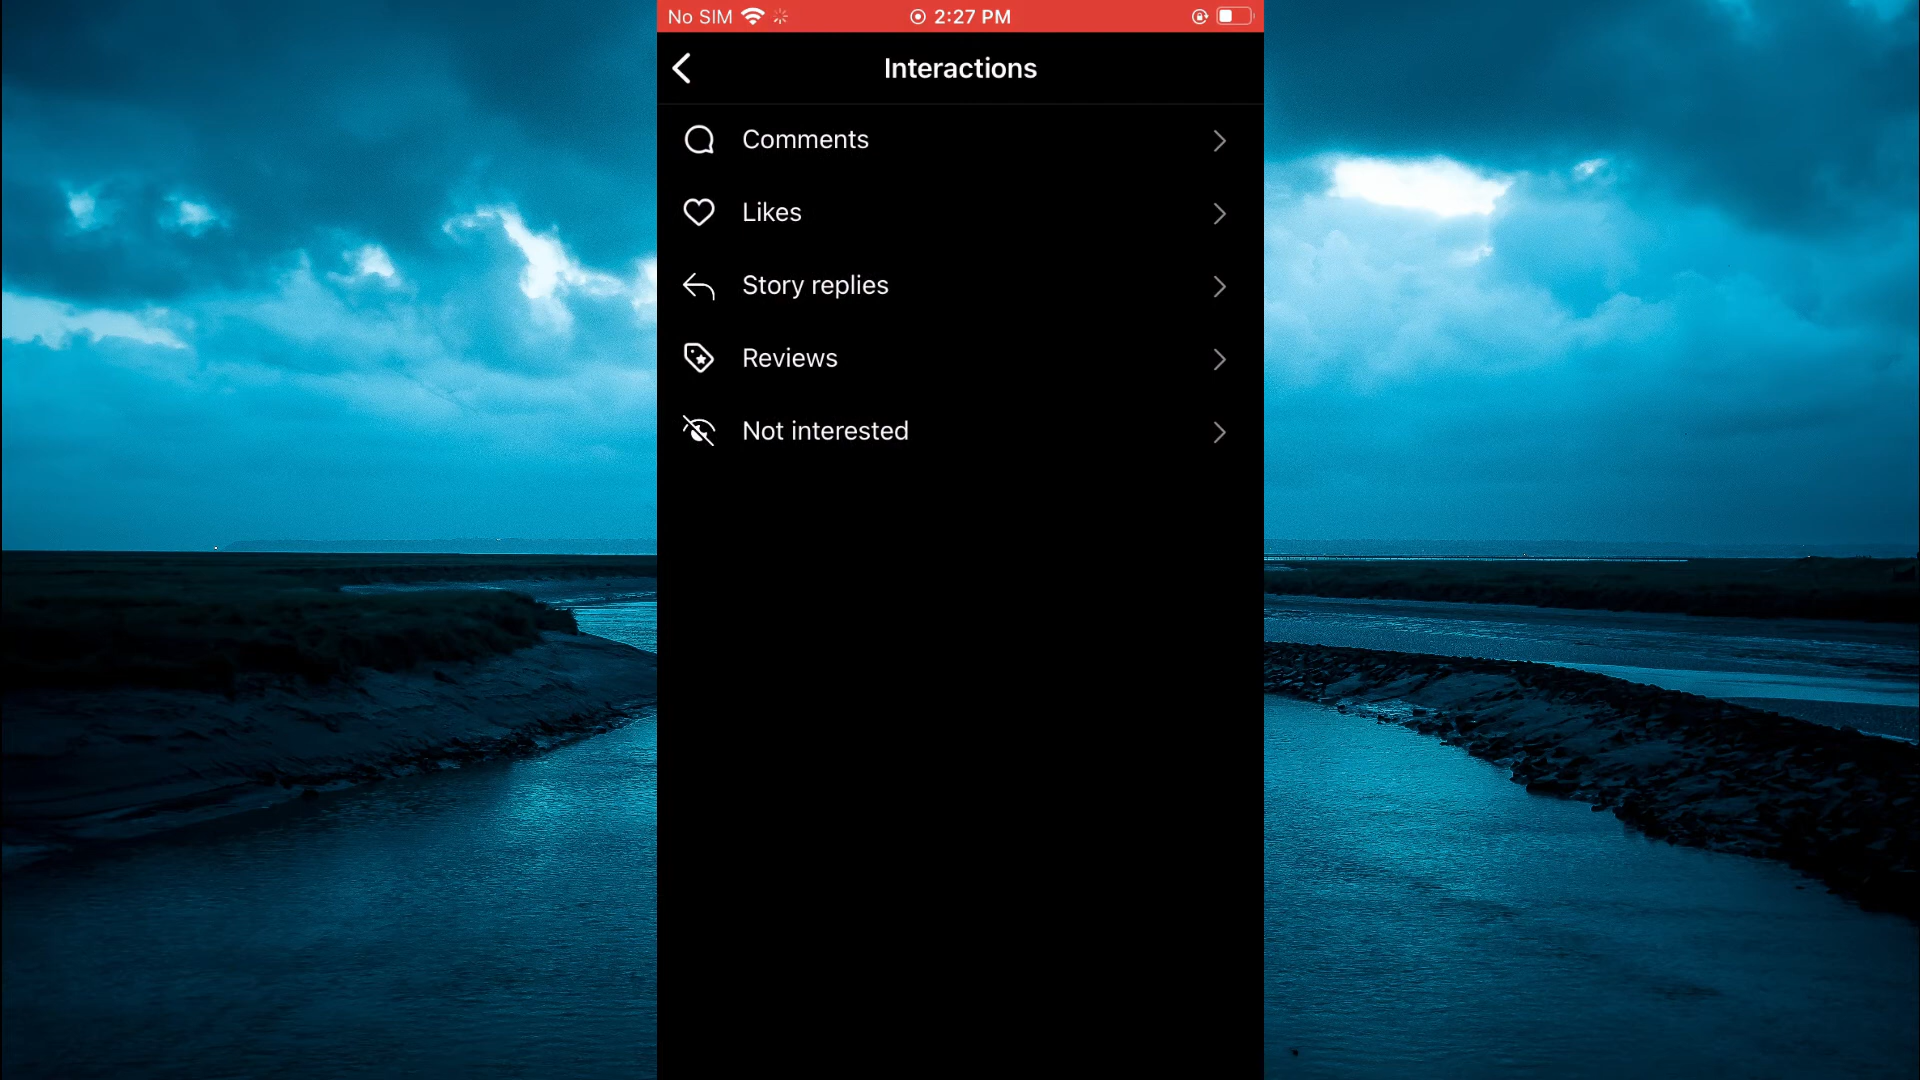 No SIM 2:27 PM
Interactions
Comments
Likes
Story replies
Reviews
Not interested